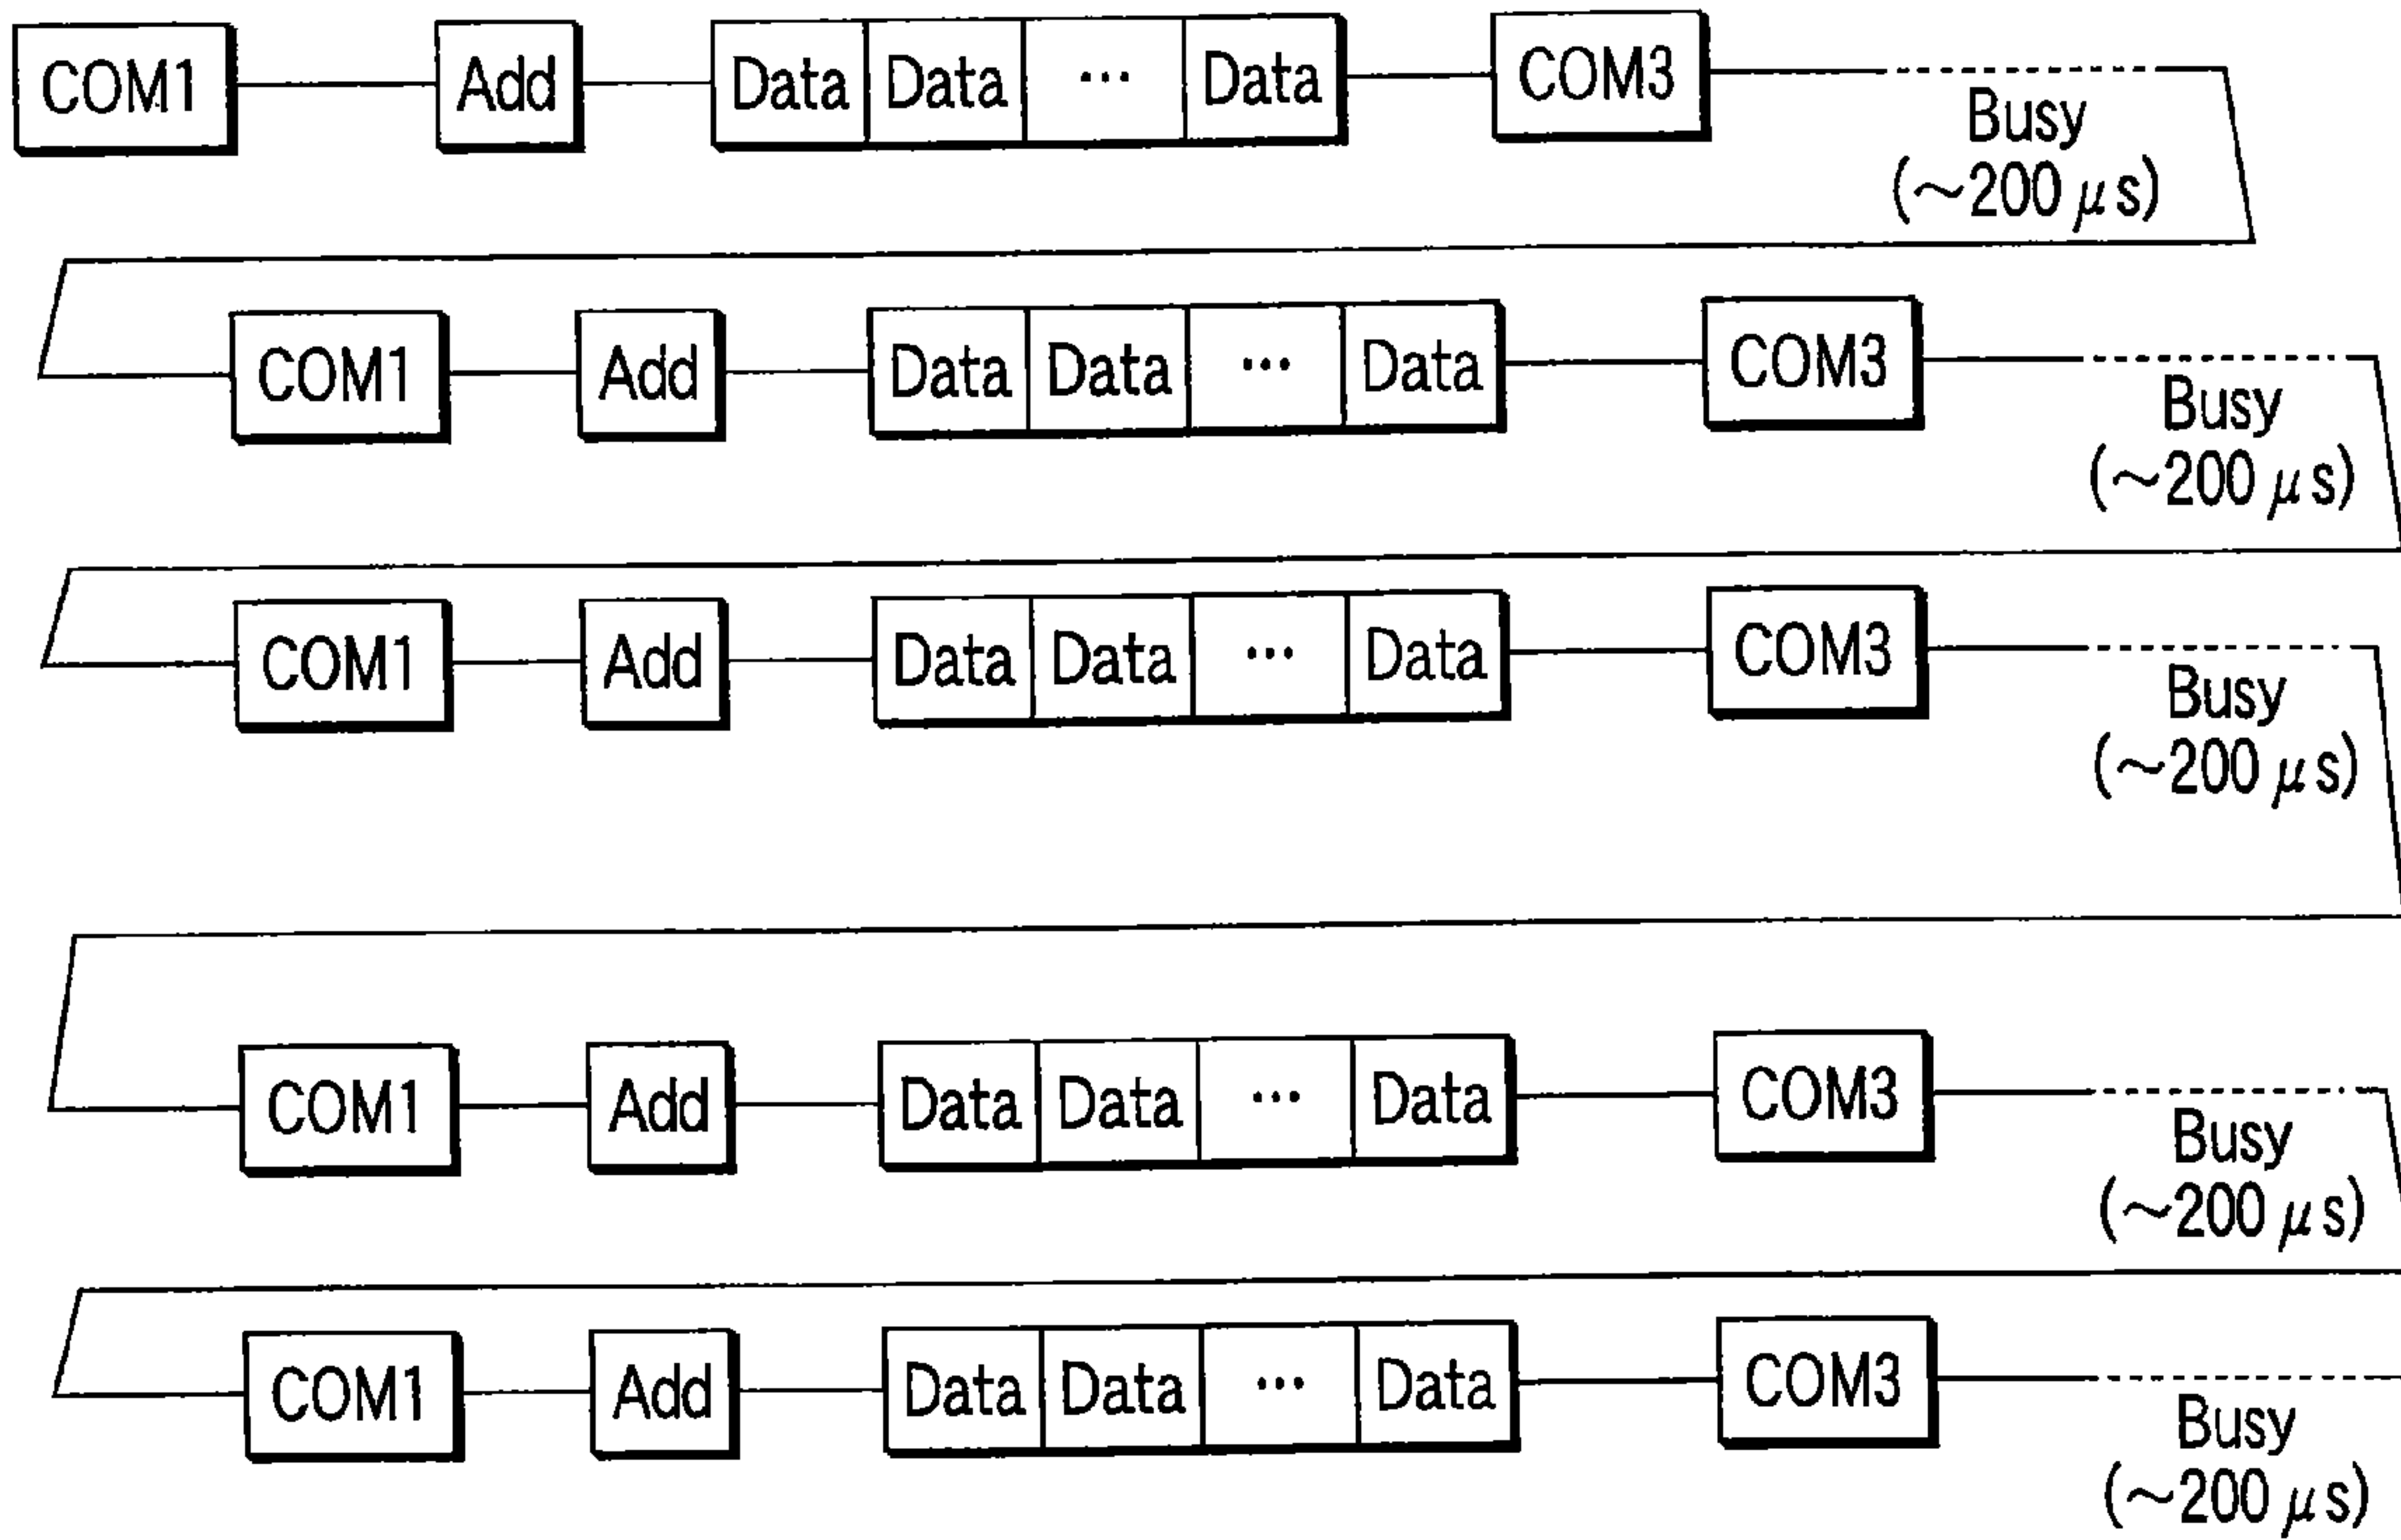 COM1 Add Data Data ... Data COM3
Busy
(~200 μs)
COM1 Add Data Data ... Data COM3
Busy
(~200 μs)
COM1 Add Data Data ... Data COM3
Busy
(~200 μs)
COM1 Add Data Data ... Data COM3
Busy
(~200 μs)
COM1 Add Data Data ... Data COM3
Busy
(~200 μs)